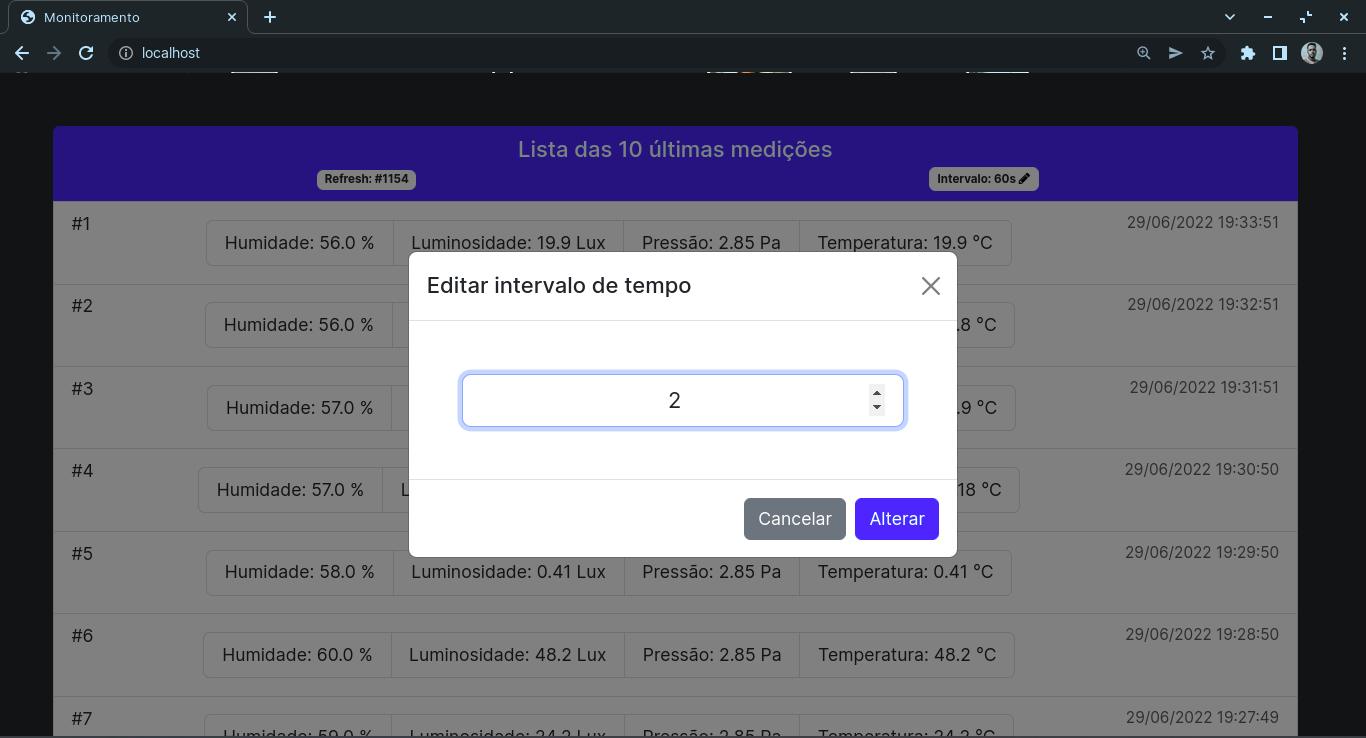 Monitoramento
localhost
Lista das 10 últimas medições
Refresh: #1154
Intervalo: 60s
#1
Humidade: 56.0 %
Luminosidade: 19.9 Lux
Pressão: 2.85 Pa
Temperatura: 19.9 °C
29/06/2022 19:33:51
Editar intervalo de tempo
2
Cancelar
Alterar
#2
Humidade: 56.0 %
.8 °C
29/06/2022 19:32:51
#3
Humidade: 57.0 %
.9 °C
29/06/2022 19:31:51
#4
Humidade: 57.0 %
L
18 °C
29/06/2022 19:30:50
#5
Humidade: 58.0 %
Luminosidade: 0.41 Lux
Pressão: 2.85 Pa
Temperatura: 0.41 °C
29/06/2022 19:29:50
#6
Humidade: 60.0 %
Luminosidade: 48.2 Lux
Pressão: 2.85 Pa
Temperatura: 48.2 °C
29/06/2022 19:28:50
#7
Humidade: 59.0 %
Luminosidade: 24.2 Lux
Pressão: 2.85 Pa
Temperatura: 24.2 °C
29/06/2022 19:27:49